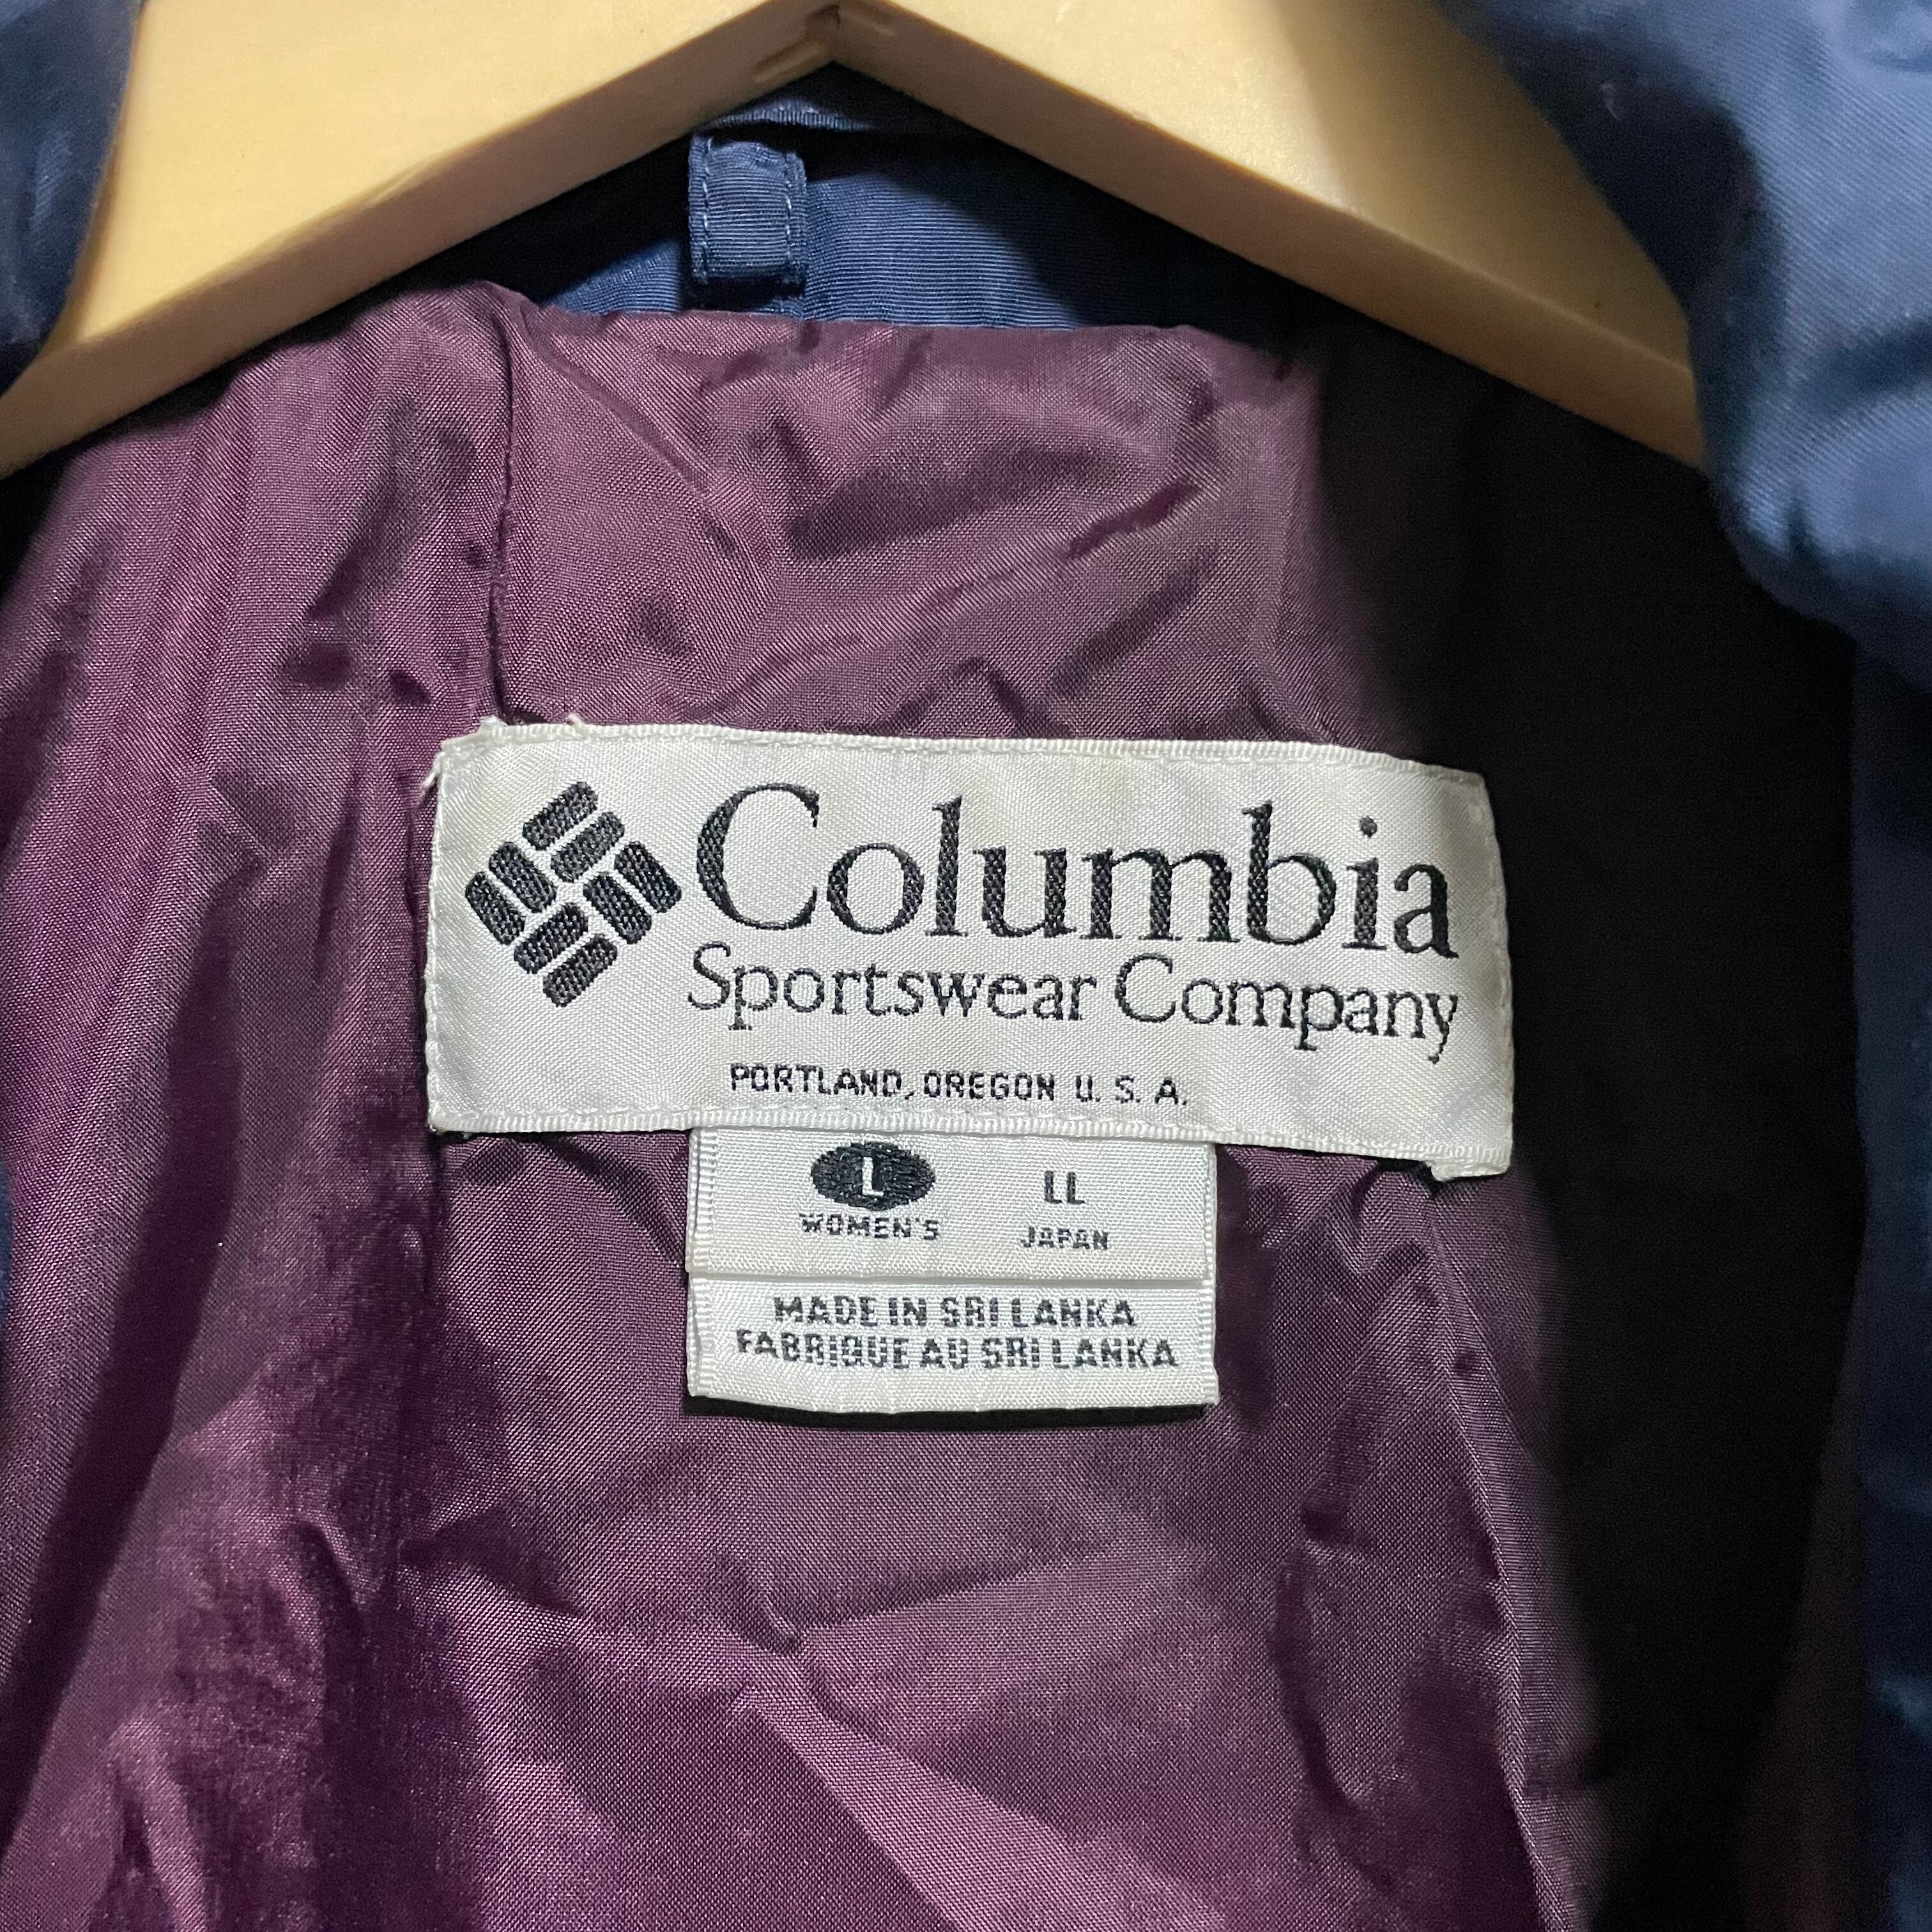 Columbia
Sportswear Company
PORTLAND, OREGON U. S. A.
L LL
WOMEN'S JAPAN
MADE IN SRI LANKA
FABRIQUE AU SRI LANKA